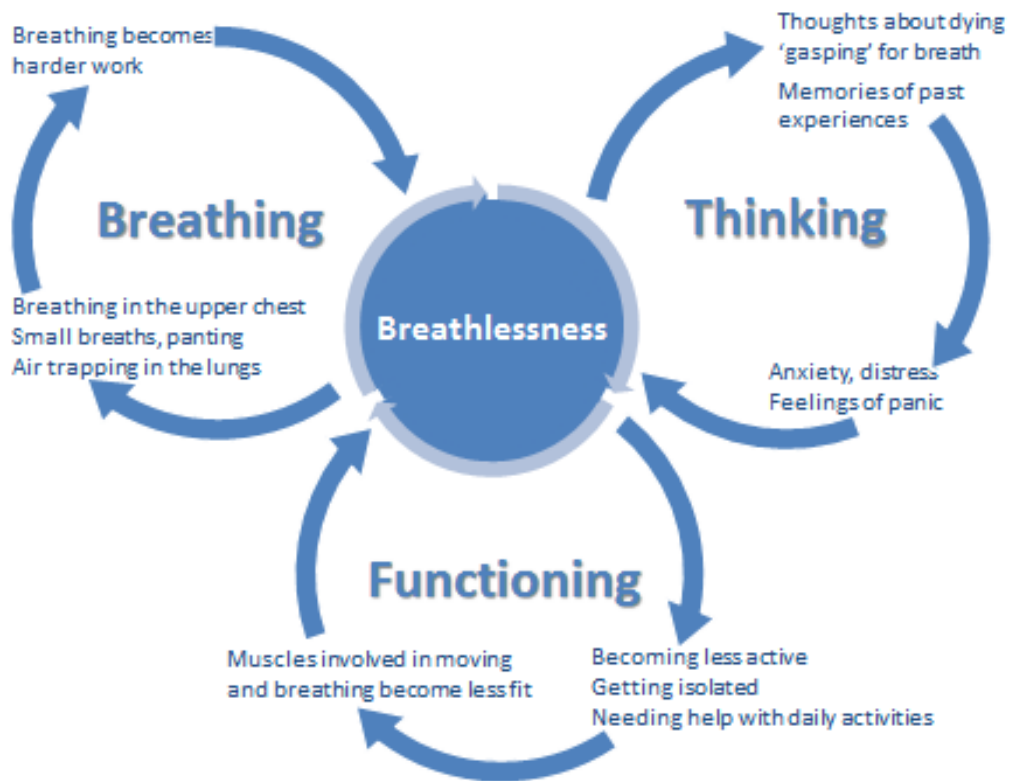 Breathing becomes
harder work
Thoughts about dying
‘gasping’ for breath
Memories of past
experiences
Breathing
Thinking
Breathing in the upper chest
Small breaths, panting
Air trapping in the lungs
Breathlessness
Anxiety, distress
Feelings of panic
Functioning
Muscles involved in moving
and breathing become less fit
Becoming less active
Getting isolated
Needing help with daily activities